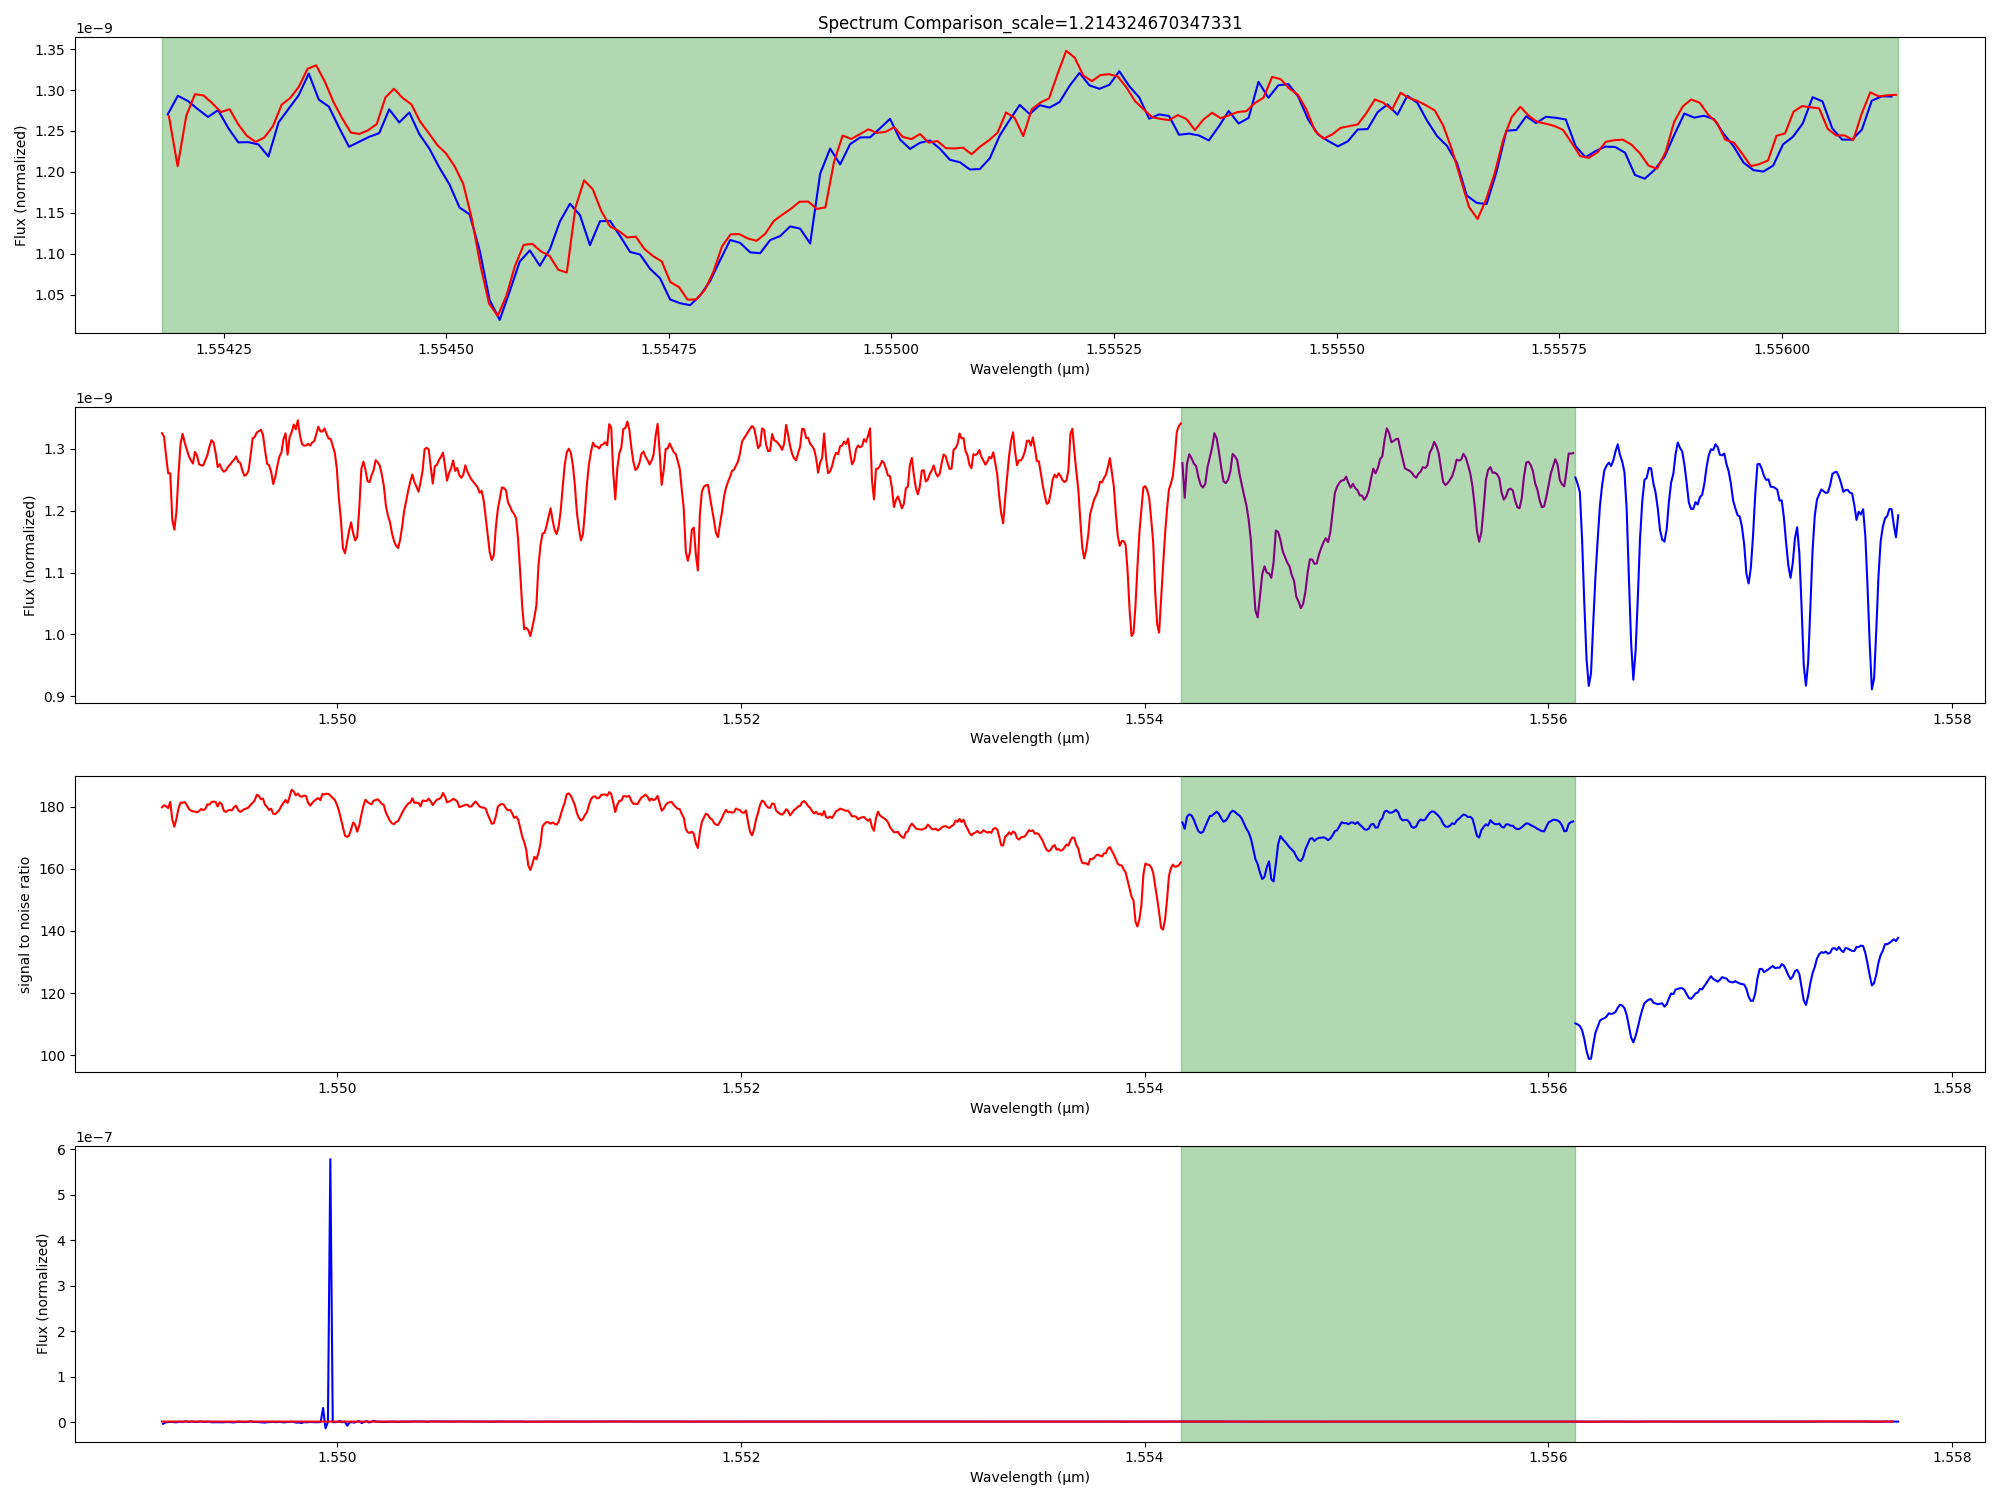 Spectrum Comparison_scale=1.214324670347331
1e−9
1.35
1.30
1.25
1.20
1.15
1.10
1.05
Flux (normalized)
1.55425 1.55450 1.55475 1.55500 1.55525 1.55550 1.55575 1.55600
Wavelength (μm)
1e−9
1.3
1.2
1.1
1.0
0.9
Flux (normalized)
1.550 1.552 1.554 1.556 1.558
Wavelength (μm)
180
160
140
120
100
signal to noise ratio
1.550 1.552 1.554 1.556 1.558
Wavelength (μm)
1e−7
6
5
4
3
2
1
0
Flux (normalized)
1.550 1.552 1.554 1.556 1.558
Wavelength (μm)